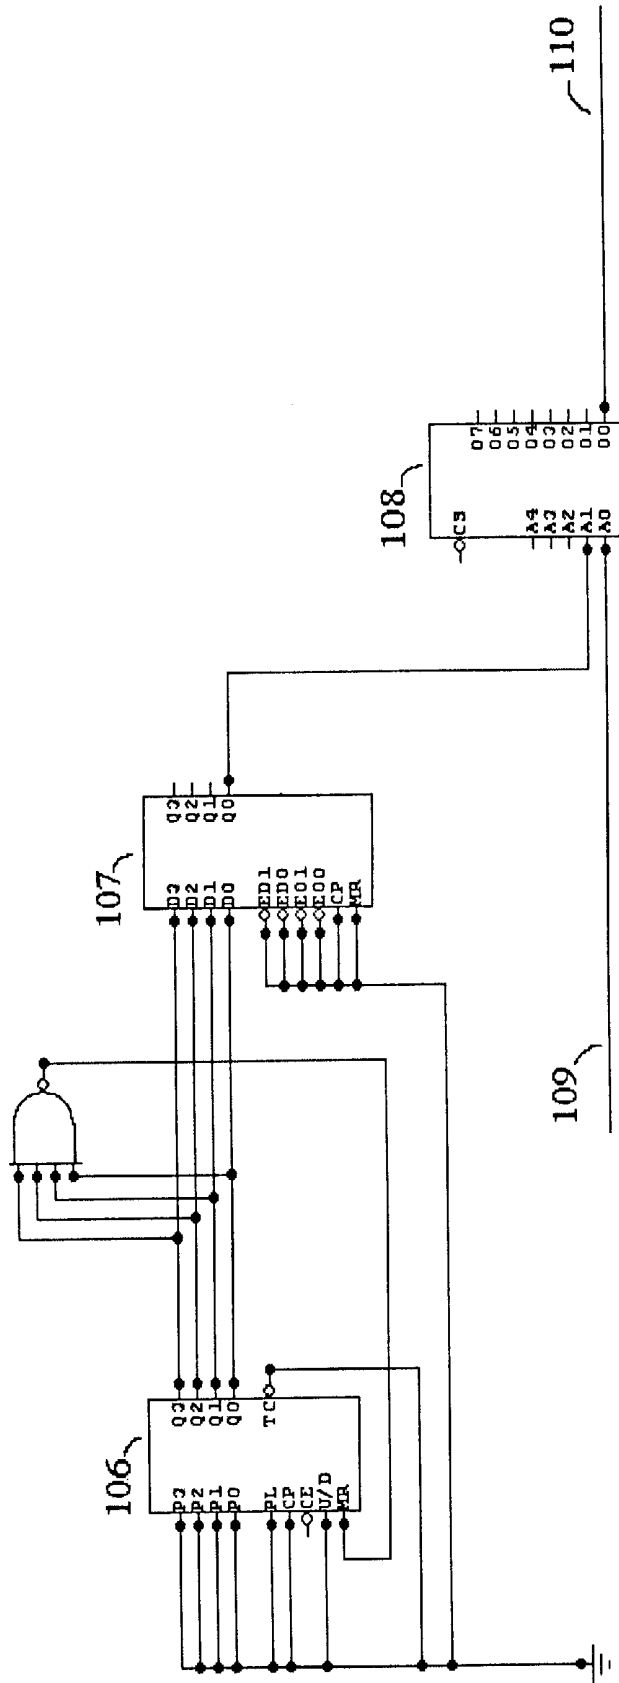 106
P3
P2
P1
P0
PL
CP
CE
U/D
MR
Q3
Q2
Q1
Q0
TC
107
D3
D2
D1
D0
ED1
ED0
EO1
EO0
CP
MR
Q3
Q2
Q1
Q0
108
CS
A4
A3
A2
A1
A0
O7
O6
O5
O4
O3
O2
O1
O0
109
110